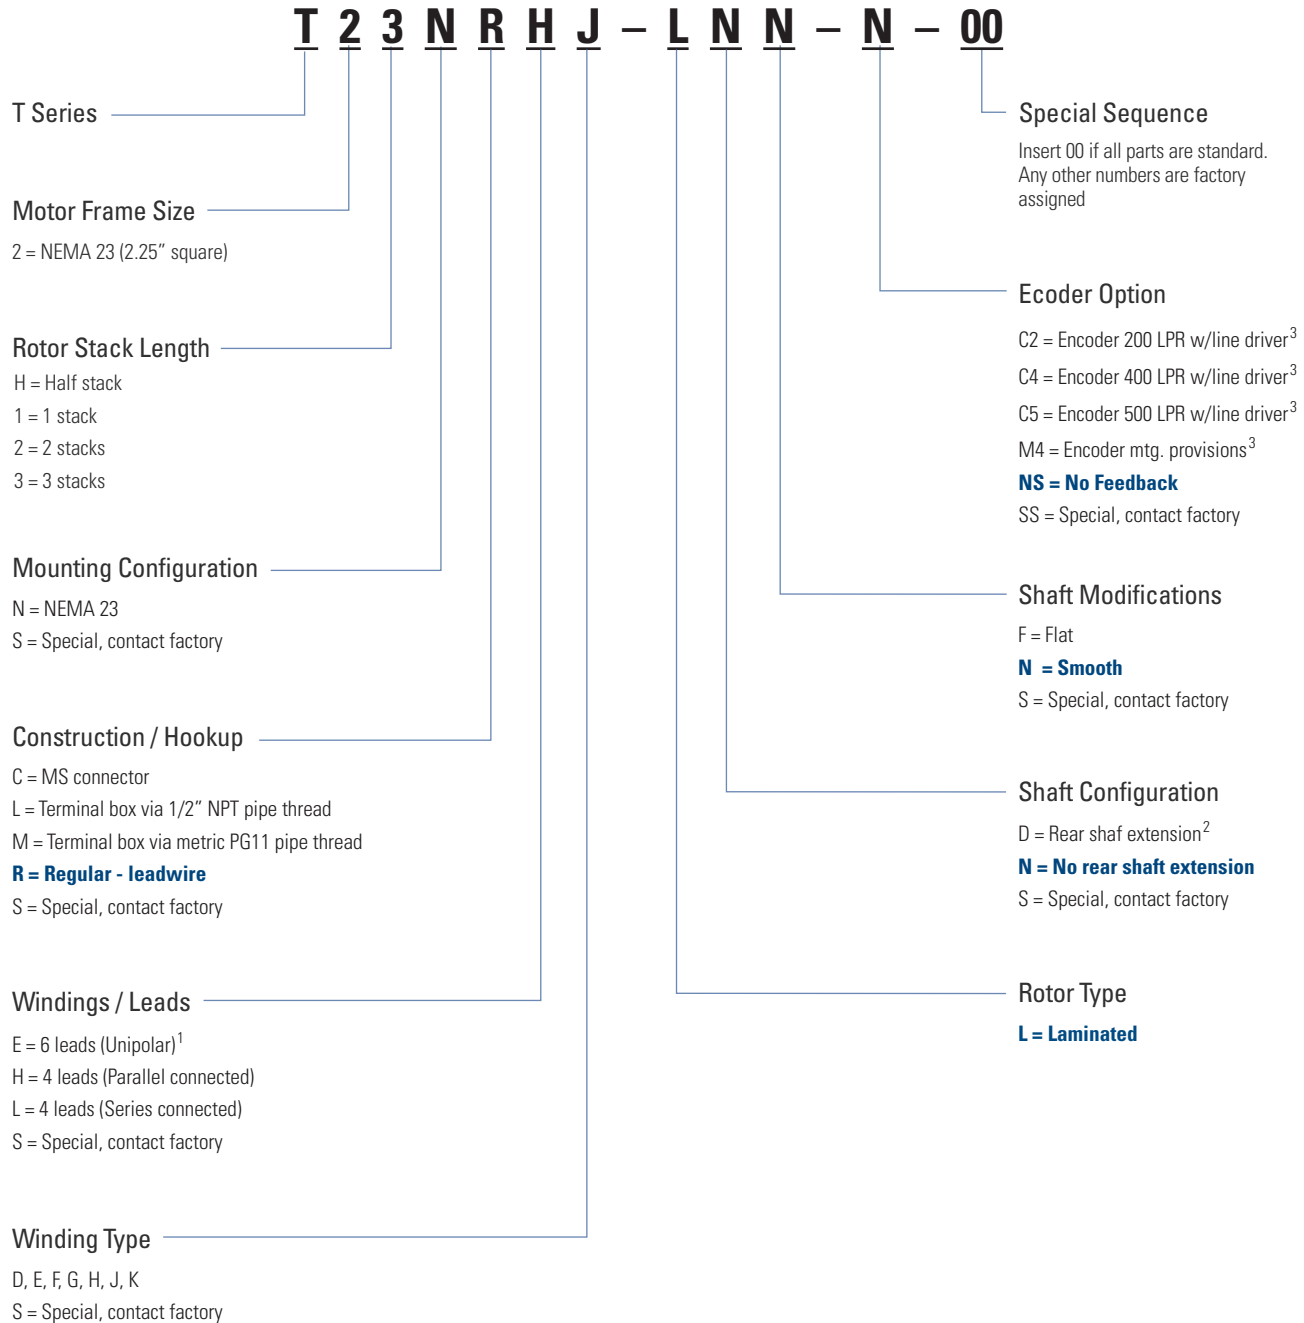 T 2 3 N R H J – L N N – N – 00
T Series
Motor Frame Size
2 = NEMA 23 (2.25” square)
Rotor Stack Length
H = Half stack
1 = 1 stack
2 = 2 stacks
3 = 3 stacks
Mounting Configuration
N = NEMA 23
S = Special, contact factory
Construction / Hookup
C = MS connector
L = Terminal box via 1/2” NPT pipe thread
M = Terminal box via metric PG11 pipe thread
R = Regular - leadwire
S = Special, contact factory
Windings / Leads
E = 6 leads (Unipolar)1
H = 4 leads (Parallel connected)
L = 4 leads (Series connected)
S = Special, contact factory
Winding Type
D, E, F, G, H, J, K
S = Special, contact factory
Special Sequence
Insert 00 if all parts are standard.
Any other numbers are factory
assigned
Ecoder Option
C2 = Encoder 200 LPR w/line driver3
C4 = Encoder 400 LPR w/line driver3
C5 = Encoder 500 LPR w/line driver3
M4 = Encoder mtg. provisions3
NS = No Feedback
SS = Special, contact factory
Shaft Modifications
F = Flat
N = Smooth
S = Special, contact factory
Shaft Configuration
D = Rear shaf extension2
N = No rear shaft extension
S = Special, contact factory
Rotor Type
L = Laminated